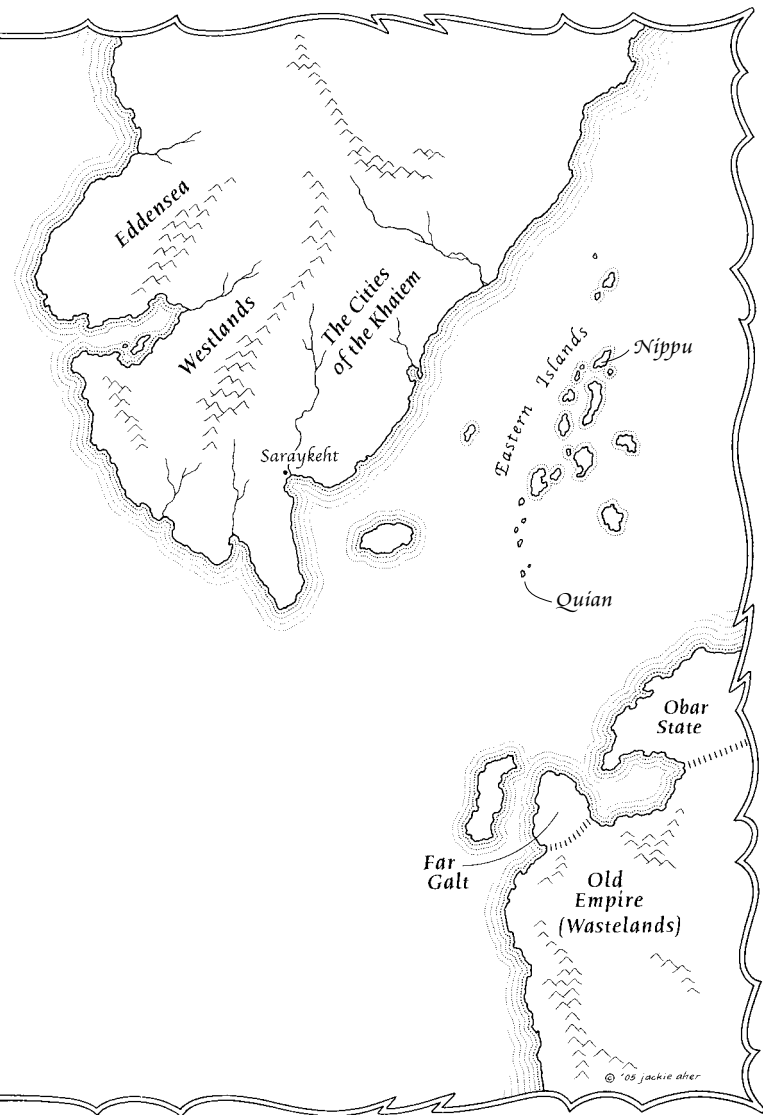 Eddensea
Westlands
The Cities
of the Khaiem
Eastern Islands
Nippu
Saraykeht
Quian
Obar
State
Far
Galt
Old
Empire
(Wastelands)
© '05 jackie aher